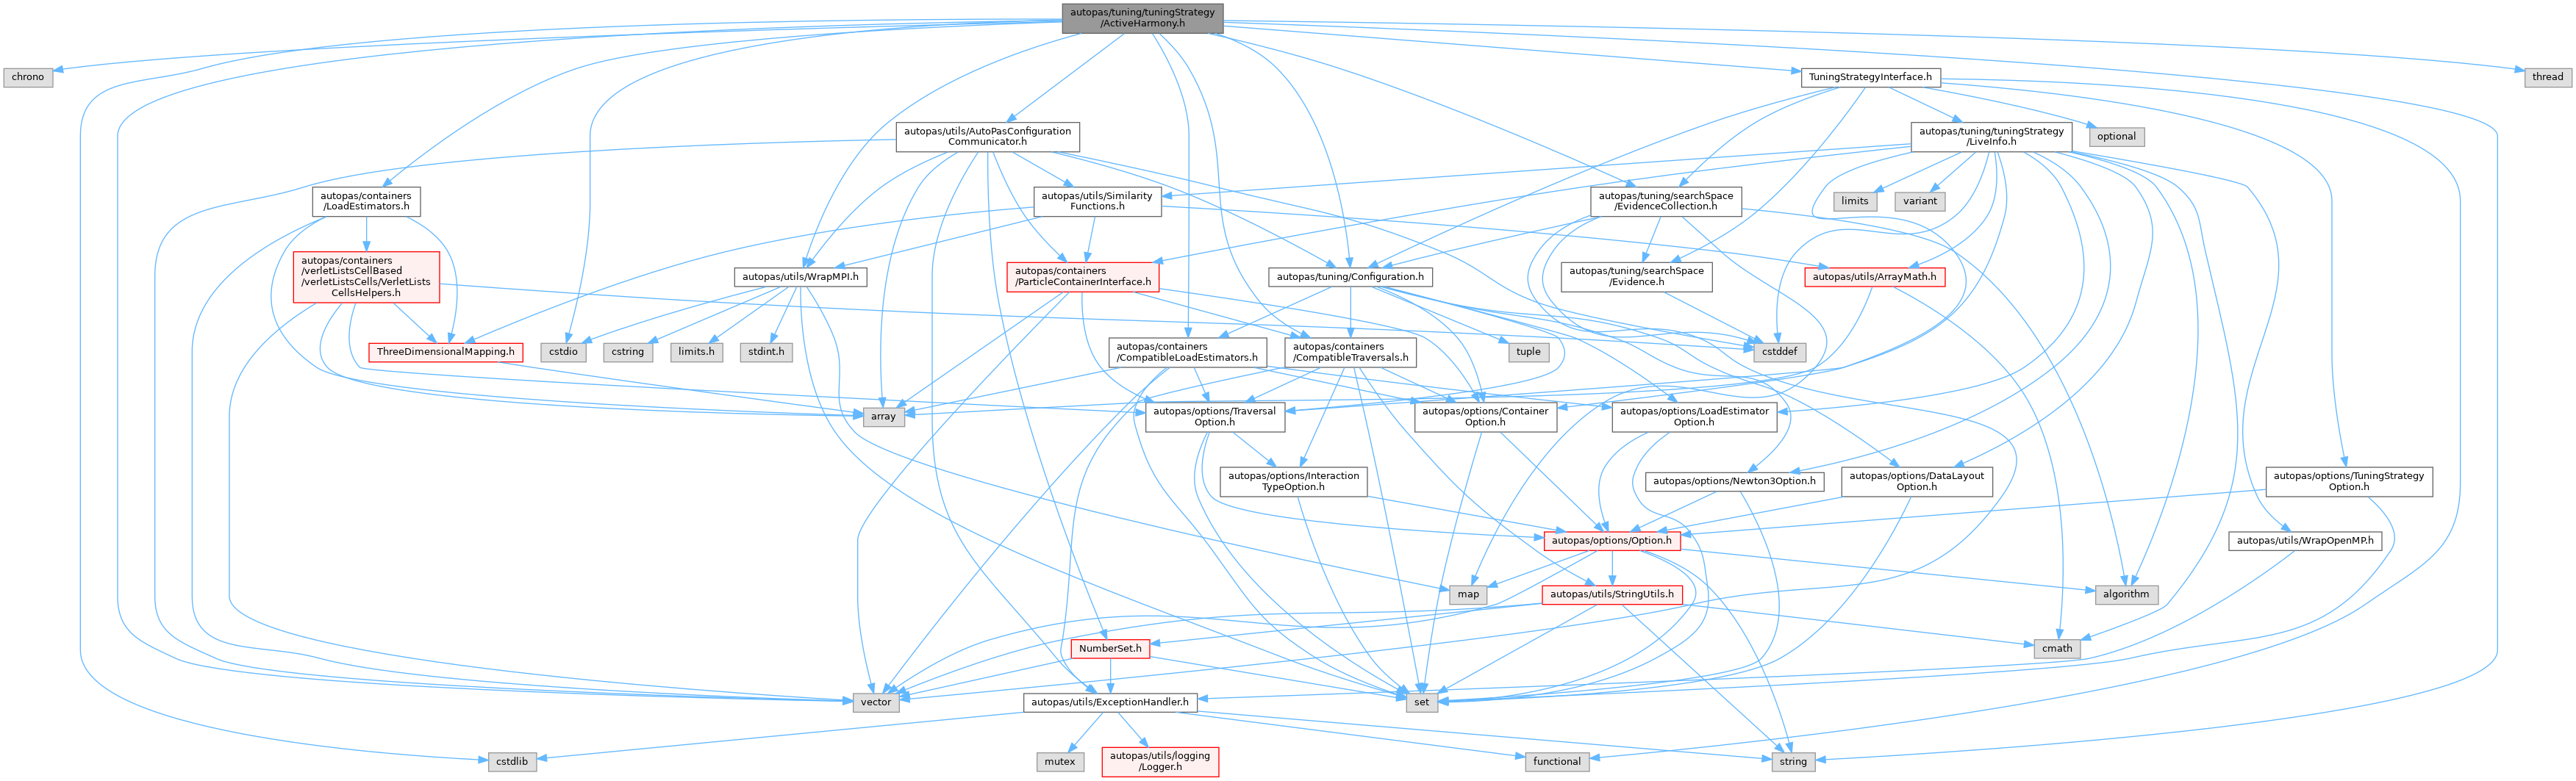 autopas/tuning/tuningStrategy
/ActiveHarmony.h
chrono
TuningStrategyInterface.h
thread
autopas/utils/AutoPasConfiguration
Communicator.h
autopas/tuning/tuningStrategy
/LiveInfo.h
optional
autopas/containers
/LoadEstimators.h
autopas/utils/Similarity
Functions.h
autopas/tuning/searchSpace
/EvidenceCollection.h
limits
variant
autopas/containers
/verletListsCellBased
/verletListsCells/VerletLists
CellsHelpers.h
autopas/utils/WrapMPI.h
autopas/containers
/ParticleContainerInterface.h
autopas/tuning/Configuration.h
autopas/tuning/searchSpace
/Evidence.h
autopas/utils/ArrayMath.h
ThreeDimensionalMapping.h
cstdio
cstring
limits.h
stdint.h
autopas/containers
/CompatibleLoadEstimators.h
autopas/containers
/CompatibleTraversals.h
tuple
cstddef
array
autopas/options/Traversal
Option.h
autopas/options/Container
Option.h
autopas/options/LoadEstimator
Option.h
autopas/options/Interaction
TypeOption.h
autopas/options/Newton3Option.h
autopas/options/DataLayout
Option.h
autopas/options/TuningStrategy
Option.h
autopas/options/Option.h
autopas/utils/WrapOpenMP.h
map
autopas/utils/StringUtils.h
algorithm
NumberSet.h
cmath
vector
autopas/utils/ExceptionHandler.h
set
cstdlib
mutex
autopas/utils/logging
/Logger.h
functional
string